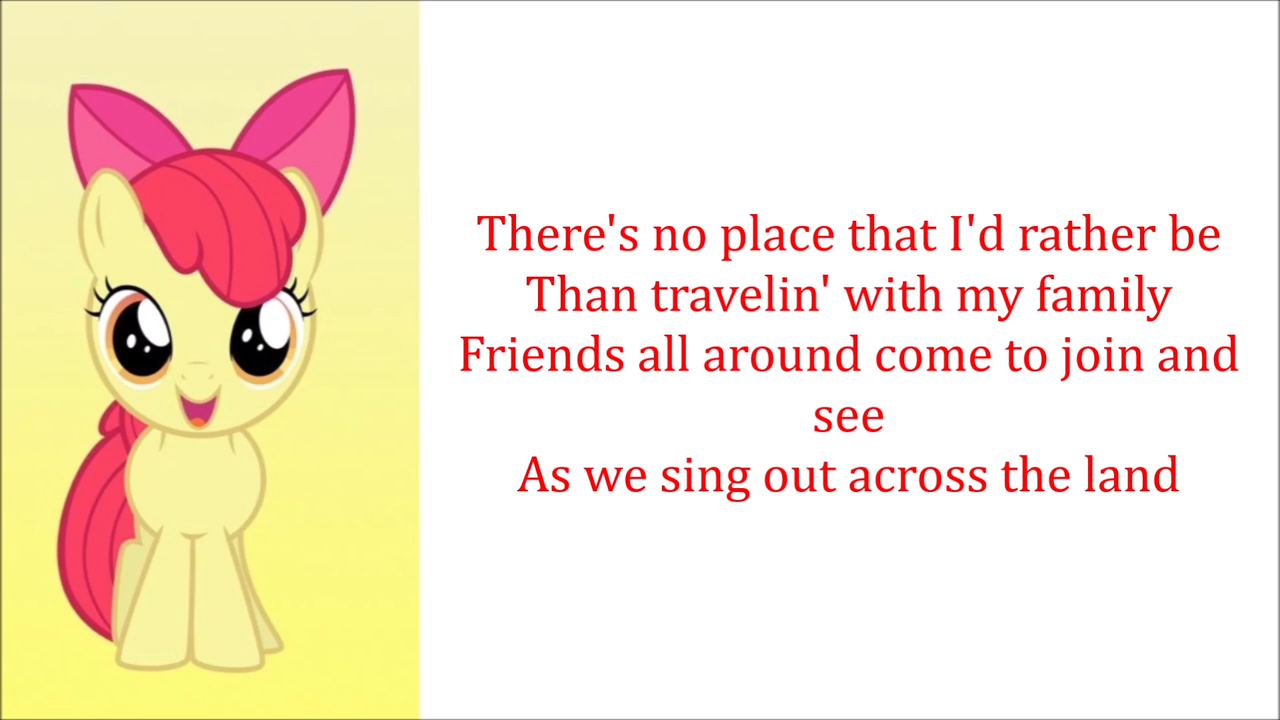 There's no place that I'd rather be
Than travelin' with my family
Friends all around come to join and
see
As we sing out across the land